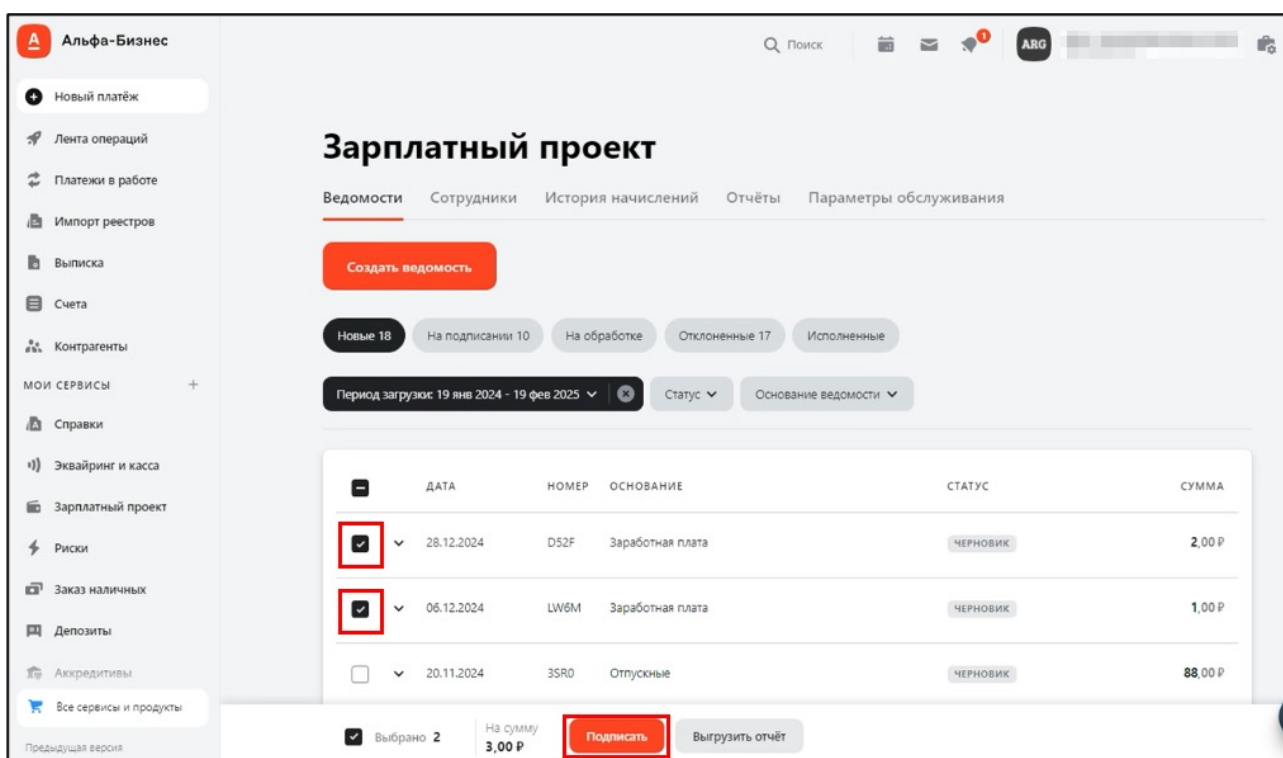 А Альфа-Бизнес
Поиск
1
ARG
Новый платёж
Лента операций
Платежи в работе
Импорт реестров
Выписка
Счета
Контрагенты
МОИ СЕРВИСЫ +
Справки
Эквайринг и касса
Зарплатный проект
Риски
Заказ наличных
Депозиты
Аккредитивы
Все сервисы и продукты
Предыдущая версия
Зарплатный проект
Ведомости Сотрудники История начислений Отчёты Параметры обслуживания
Создать ведомость
Новые 18 На подписании 10 На обработке Отклоненные 17 Исполненные
Период загрузки: 19 янв 2024 - 19 фев 2025 Статус Основание ведомости
ДАТА НОМЕР ОСНОВАНИЕ СТАТУС СУММА
28.12.2024 D52F Заработная плата ЧЕРНОВИК 2,00 ₽
06.12.2024 LW6M Заработная плата ЧЕРНОВИК 1,00 ₽
20.11.2024 3SR0 Отпускные ЧЕРНОВИК 88,00 ₽
Выбрано 2 На сумму
3,00 ₽ Подписать Выгрузить отчёт